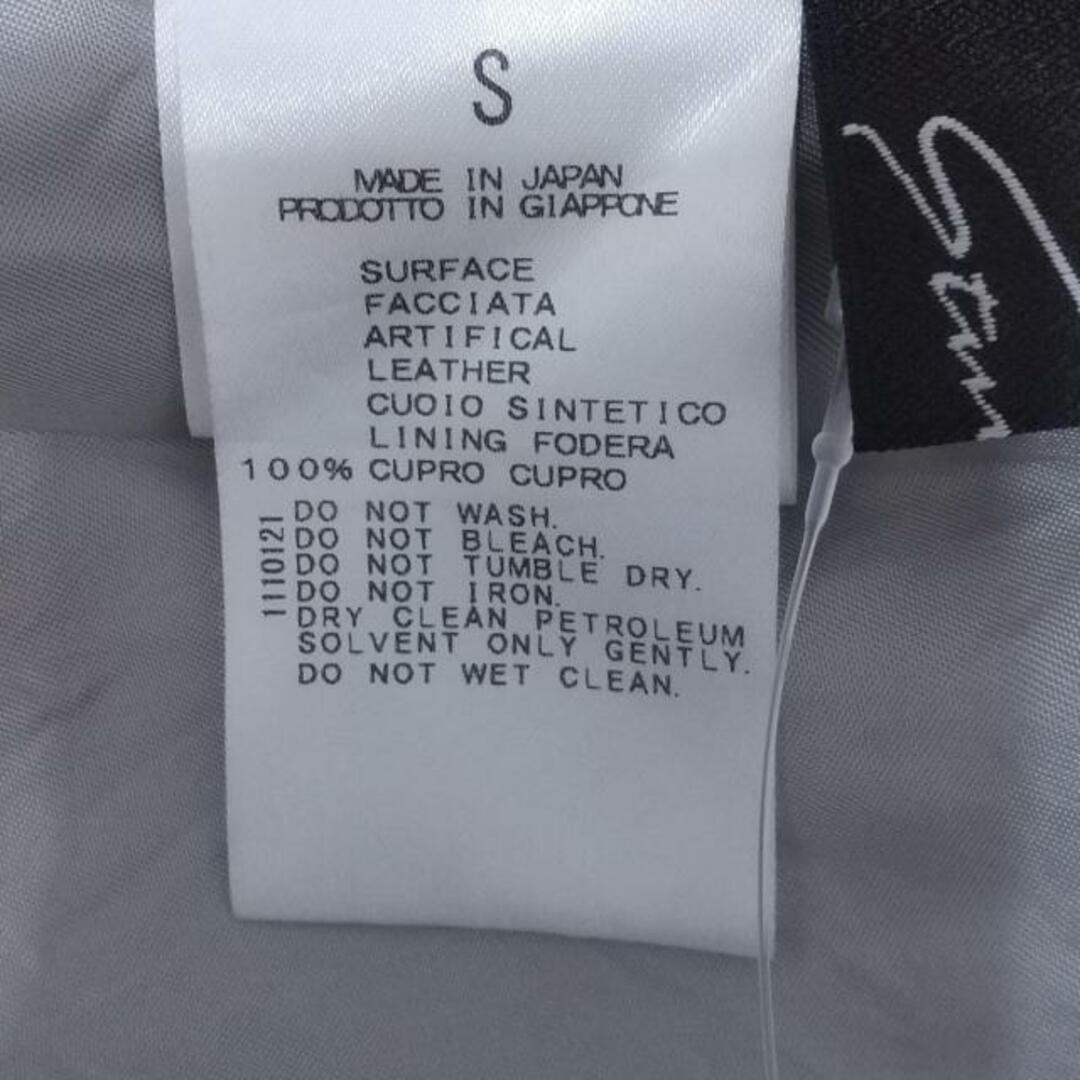 S
MADE IN JAPAN
PRODOTTO IN GIAPPONE
SURFACE
FACCIATA
ARTIFICAL
LEATHER
CUOIO SINTETICO
LINING FODERA
100% CUPRO CUPRO
DO NOT WASH.
DO NOT BLEACH.
DO NOT TUMBLE DRY.
DO NOT IRON.
DRY CLEAN PETROLEUM
SOLVENT ONLY GENTLY.
DO NOT WET CLEAN.
1110121